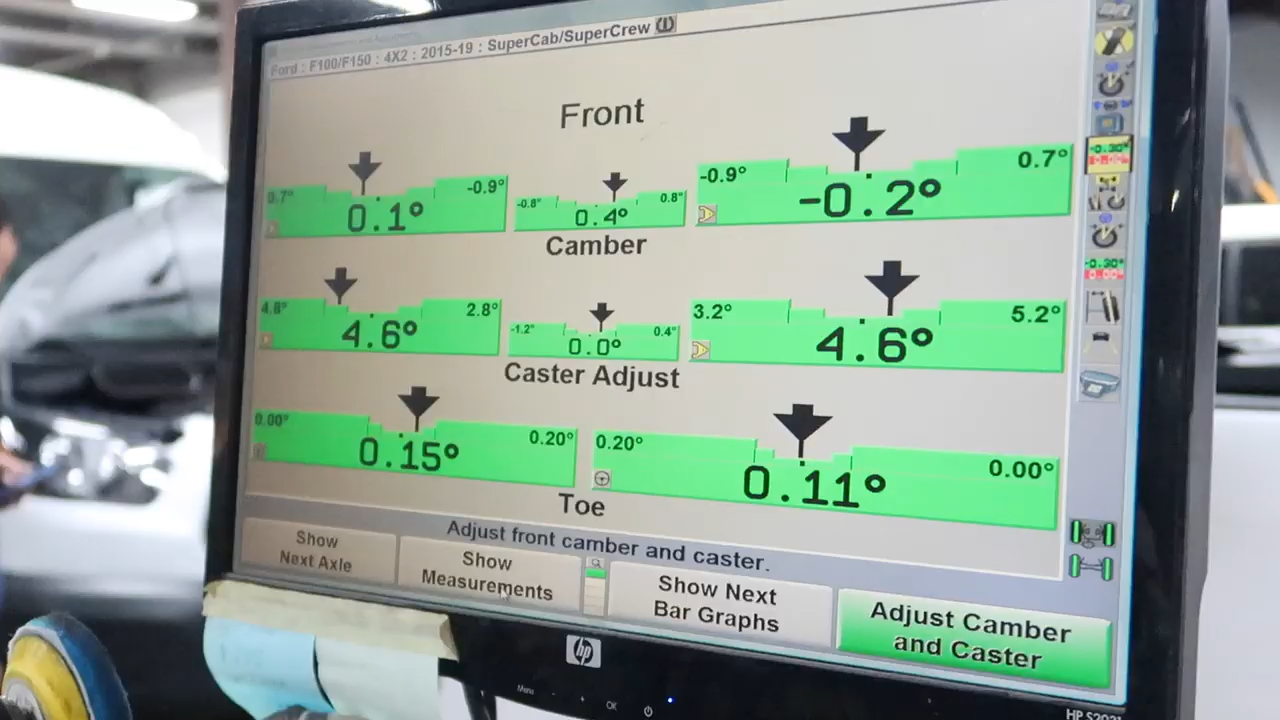 Ford : F100/F150 : 4X2 : 2015-19 : SuperCab/SuperCrew
Front
0.7° -0.9° -0.8° 0.8° -0.9° 0.7°
0.1° 0.4° -0.2°
Camber
4.8° 2.8° -1.2° 0.4° 3.2° 5.2°
4.6° 0.0° 4.6°
Caster Adjust
0.00° 0.20° 0.20° 0.00°
0.15° 0.11°
Toe
Adjust front camber and caster.
Show Next Axle
Show Measurements
Show Next Bar Graphs
Adjust Camber and Caster
hp
Menu
OK